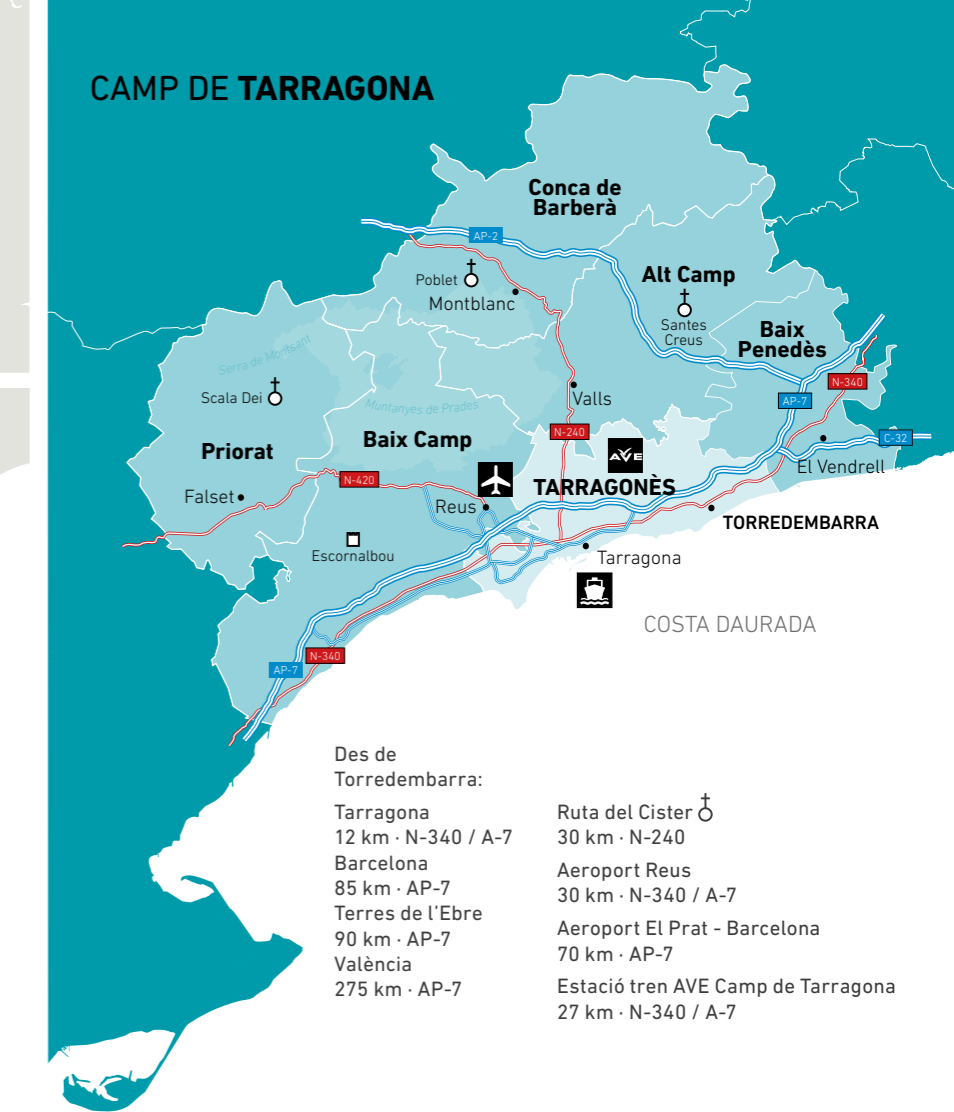 CAMP DE TARRAGONA
Conca de
Barberà
AP-2
Poblet
Montblanc
Alt Camp
Santes
Creus
Baix
Penedès
Serra de Montsant
Scala Dei
Muntanyes de Prades
Valls
N-340
AP-7
Priorat
Baix Camp
N-240
AVE
C-32
El Vendrell
N-420
TARRAGONÈS
Falset
Reus
TORREDEMBARRA
Escornalbou
Tarragona
COSTA DAURADA
N-340
AP-7
Des de
Torredembarra:
Tarragona
12 km · N-340 / A-7
Barcelona
85 km · AP-7
Terres de l'Ebre
90 km · AP-7
València
275 km · AP-7
Ruta del Cister
30 km · N-240
Aeroport Reus
30 km · N-340 / A-7
Aeroport El Prat - Barcelona
70 km · AP-7
Estació tren AVE Camp de Tarragona
27 km · N-340 / A-7